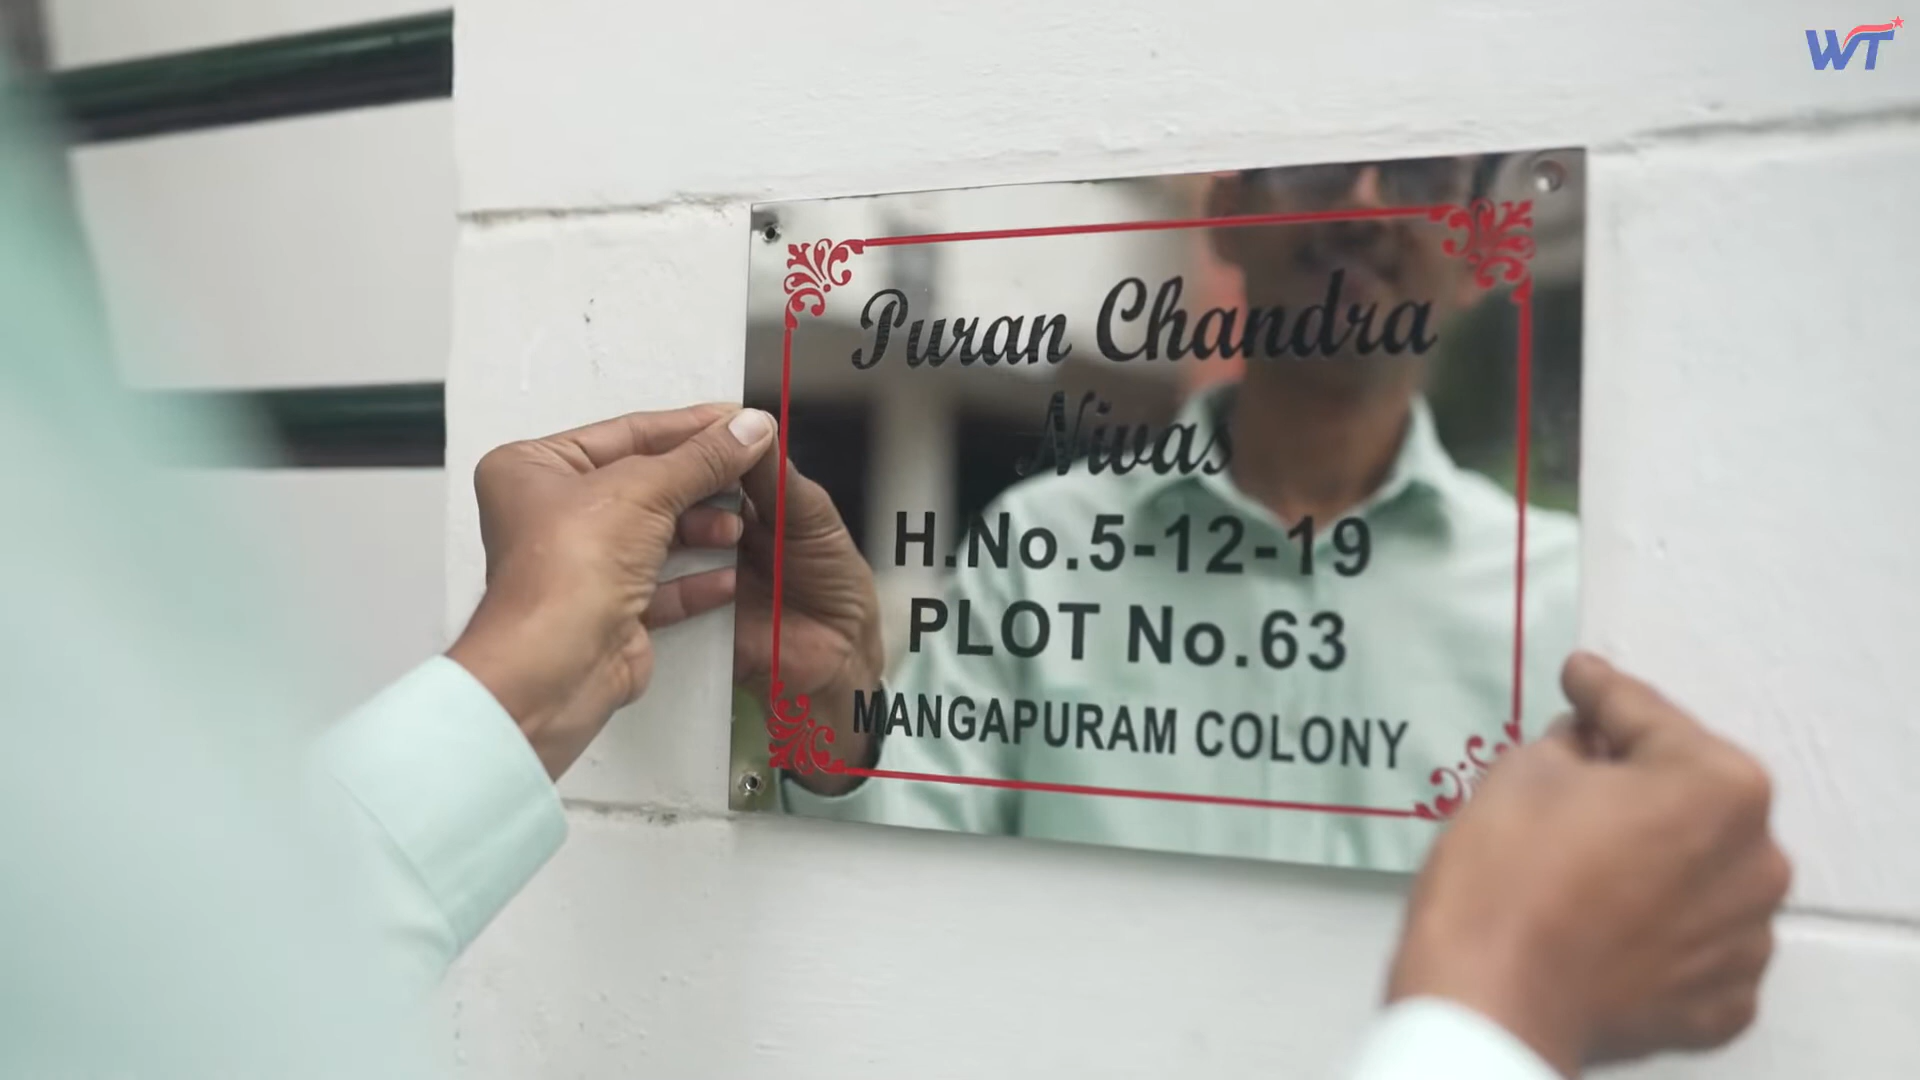 WT
Puran Chandra
Nivas
H.No.5-12-19
PLOT No.63
MANGAPURAM COLONY